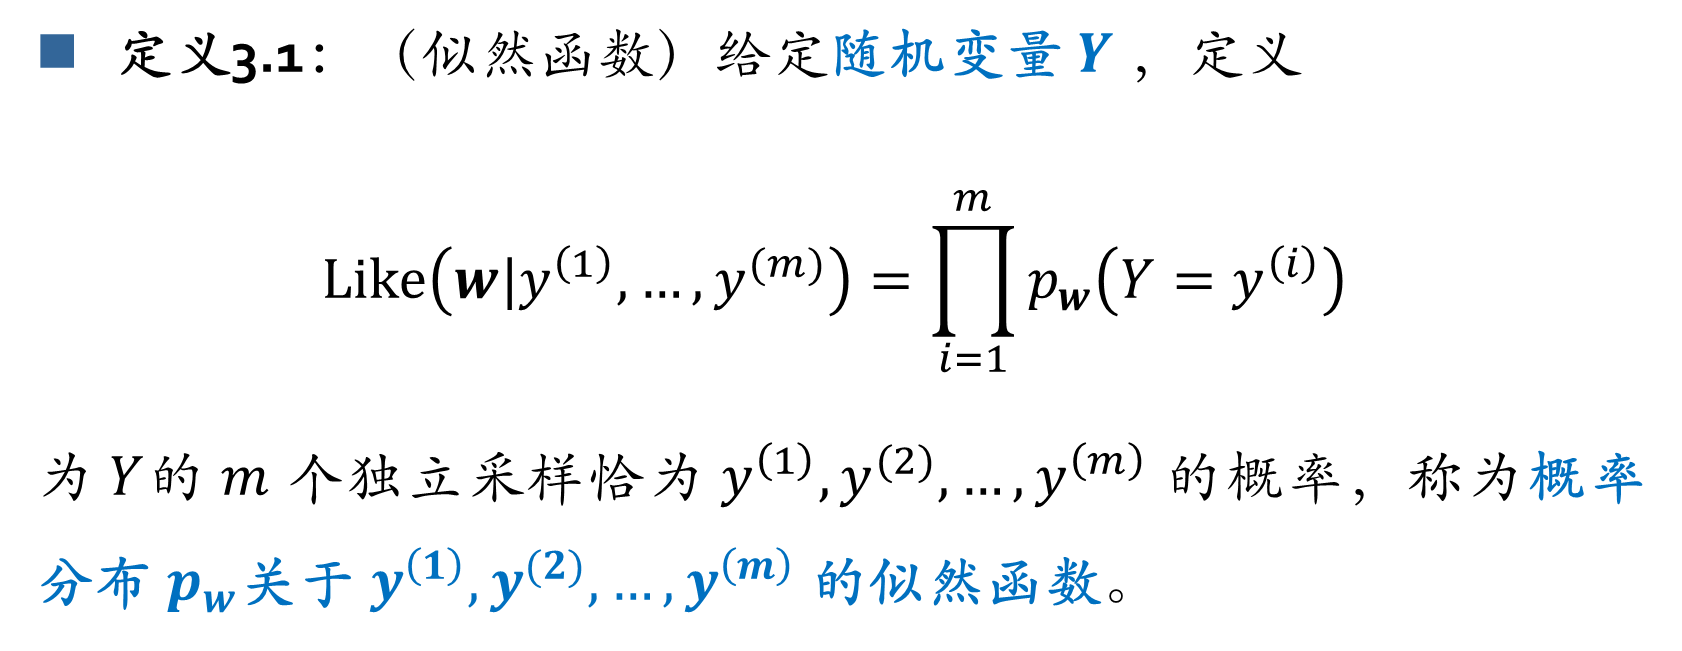 ■ 定义3.1：（似然函数）给定随机变量 Y ，定义
Like(w|y^(1), … , y^(m)) = ∏_{i=1}^{m} p_w(Y = y^(i))
为 Y 的 m 个独立采样恰为 y^(1), y^(2), … , y^(m) 的概率，称为概率
分布 p_w 关于 y^(1), y^(2), … , y^(m) 的似然函数。